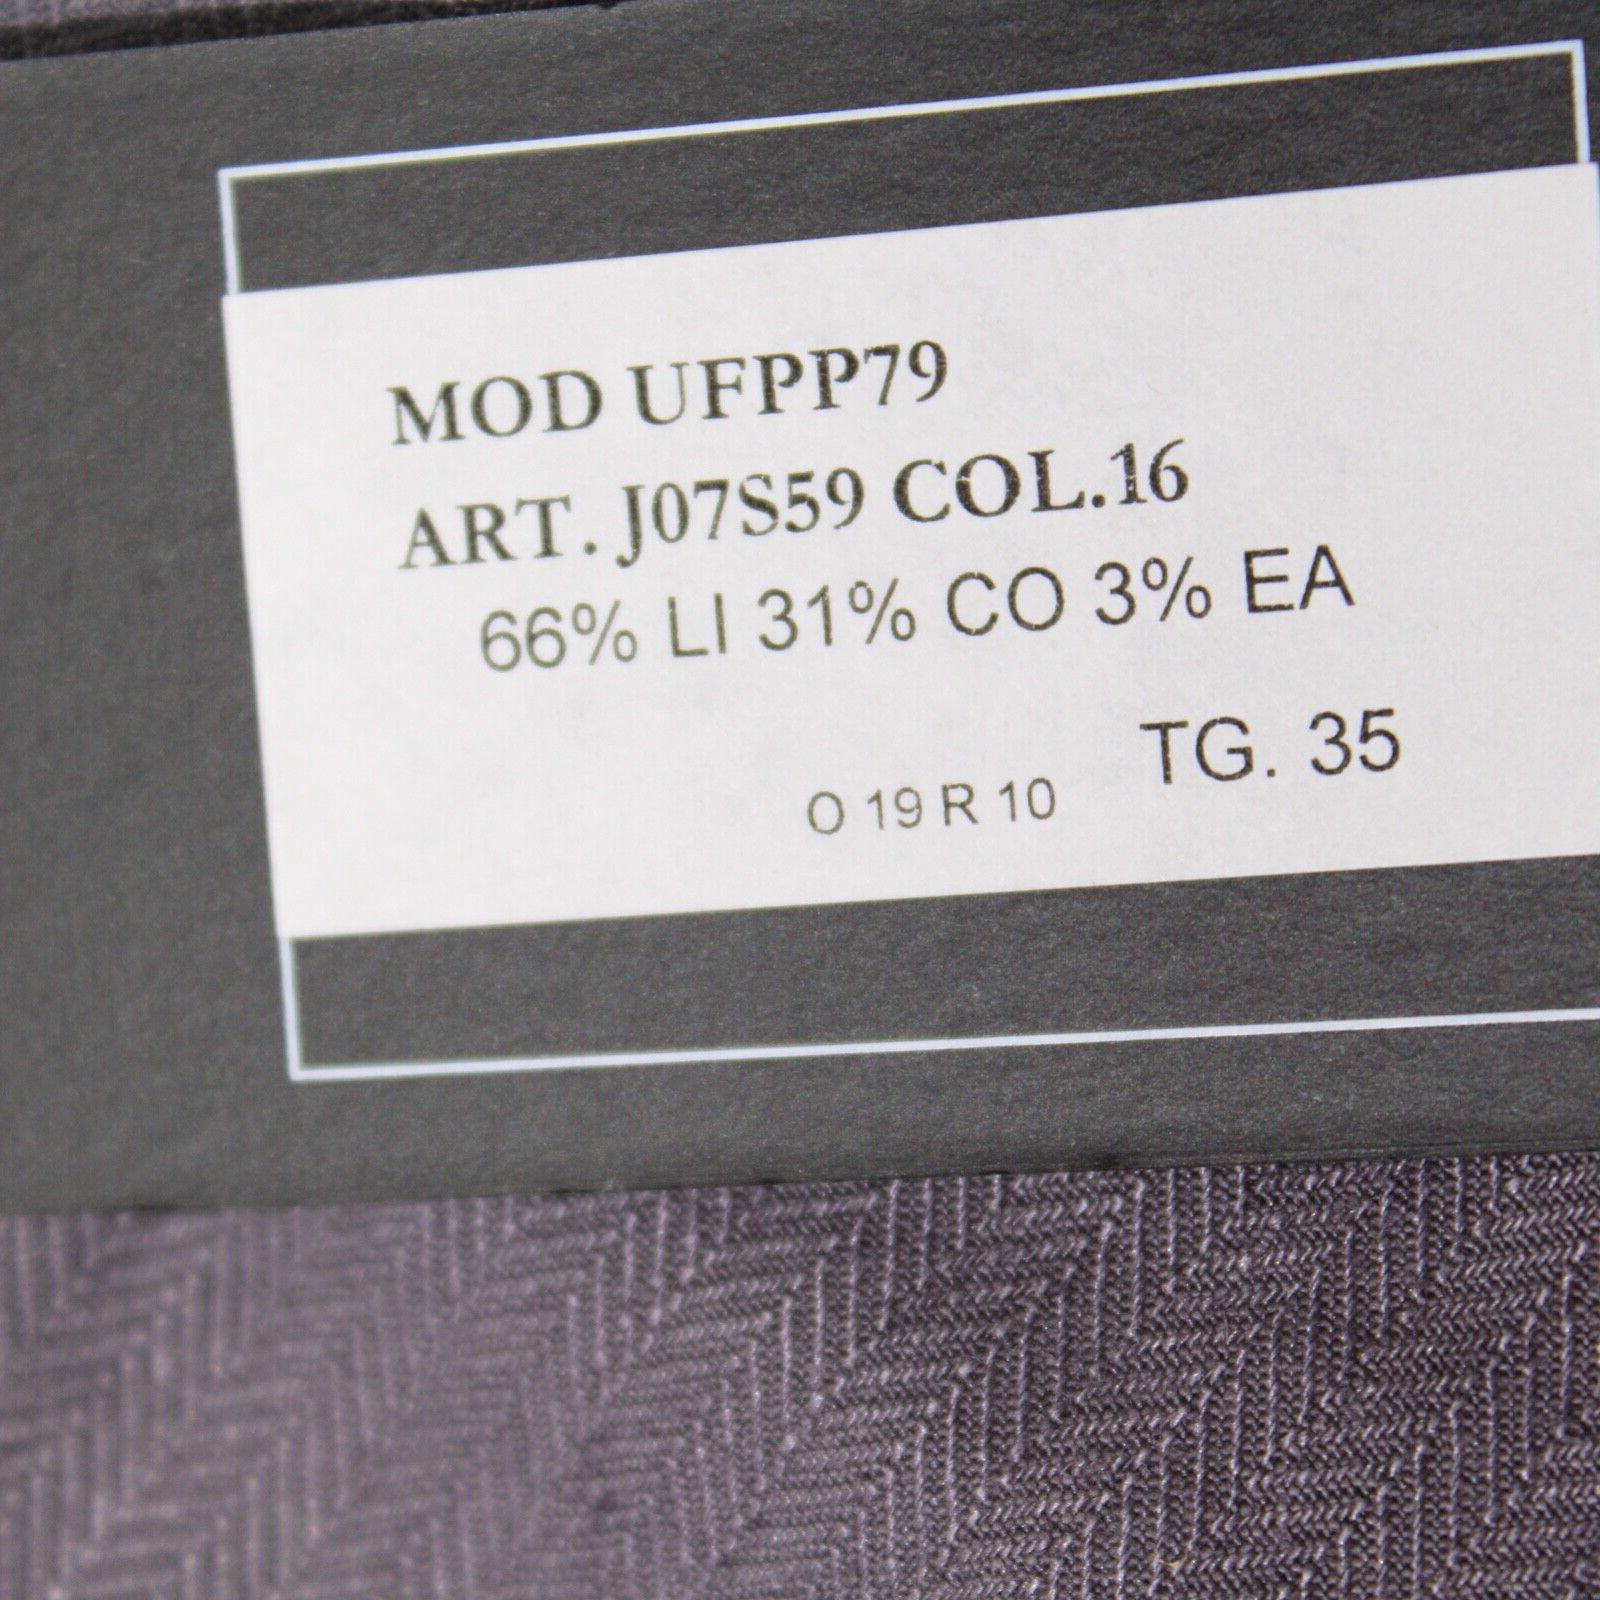 MOD UFPP79
ART. J07S59 COL.16
66% LI 31% CO 3% EA
TG. 35
O 19 R 10